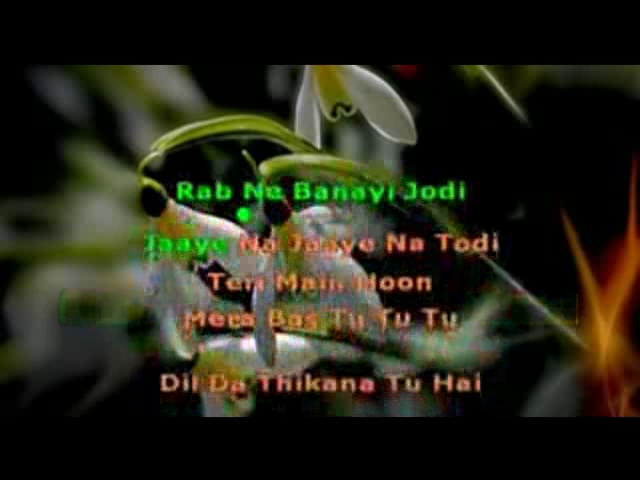 Rab Ne Banayi Jodi
Jaaye Na Jaaye Na Todi
Teri Main Hoon
Mera Bas Tu Tu Tu
Dil Da Thikana Tu Hai